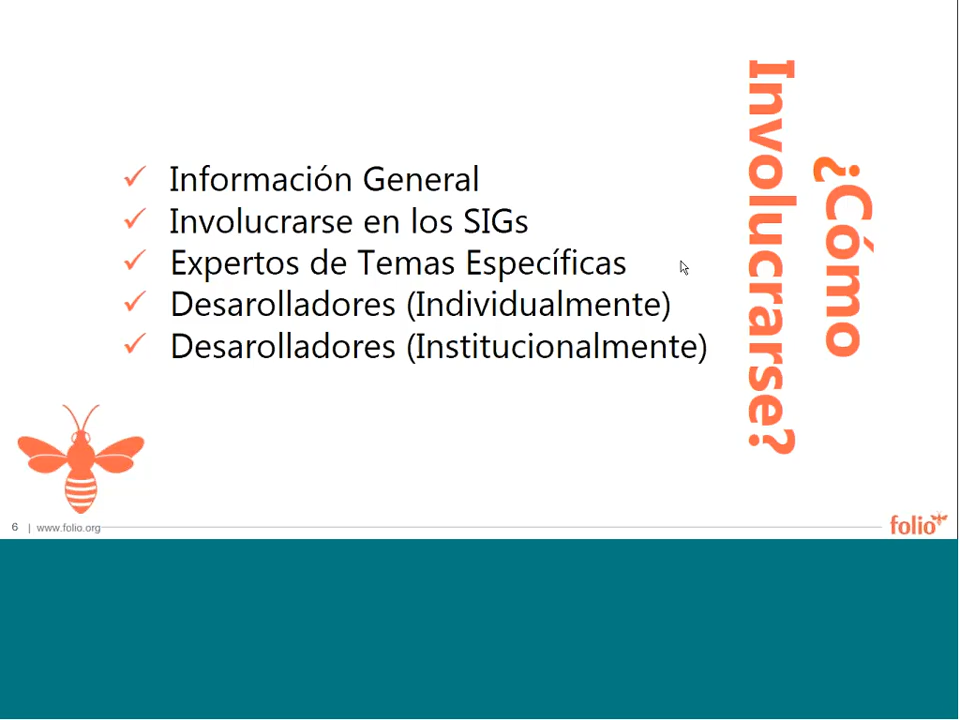 ¿Cómo
Involucrarse?
Información General
Involucrarse en los SIGs
Expertos de Temas Específicas
Desarolladores (Individualmente)
Desarolladores (Institucionalmente)
6 | www.folio.org
folio